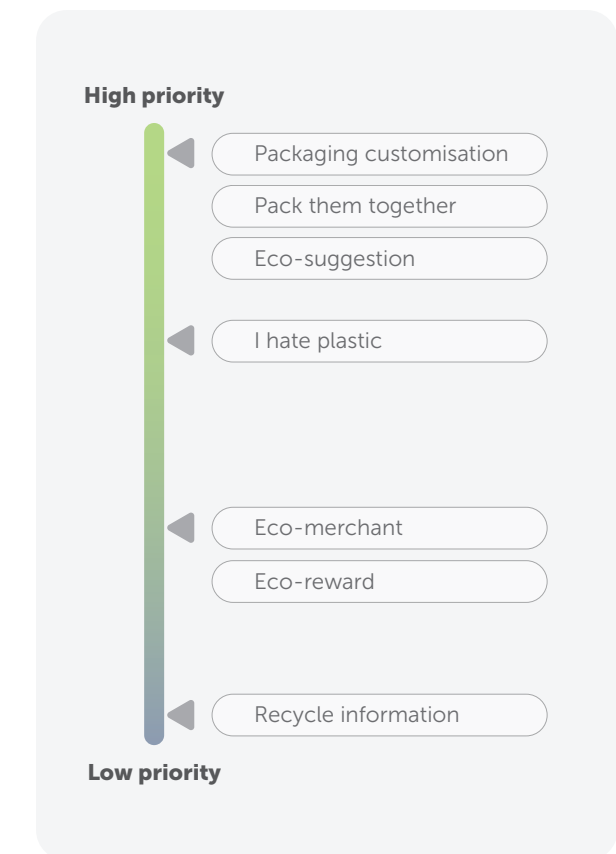 High priority
Packaging customisation
Pack them together
Eco-suggestion
I hate plastic
Eco-merchant
Eco-reward
Recycle information
Low priority